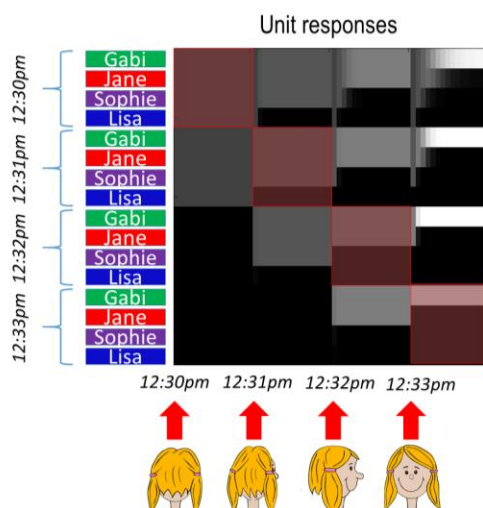 Unit responses
12:30pm
Gabi
Jane
Sophie
Lisa
12:31pm
Gabi
Jane
Sophie
Lisa
12:32pm
Gabi
Jane
Sophie
Lisa
12:33pm
Gabi
Jane
Sophie
Lisa
12:30pm 12:31pm 12:32pm 12:33pm